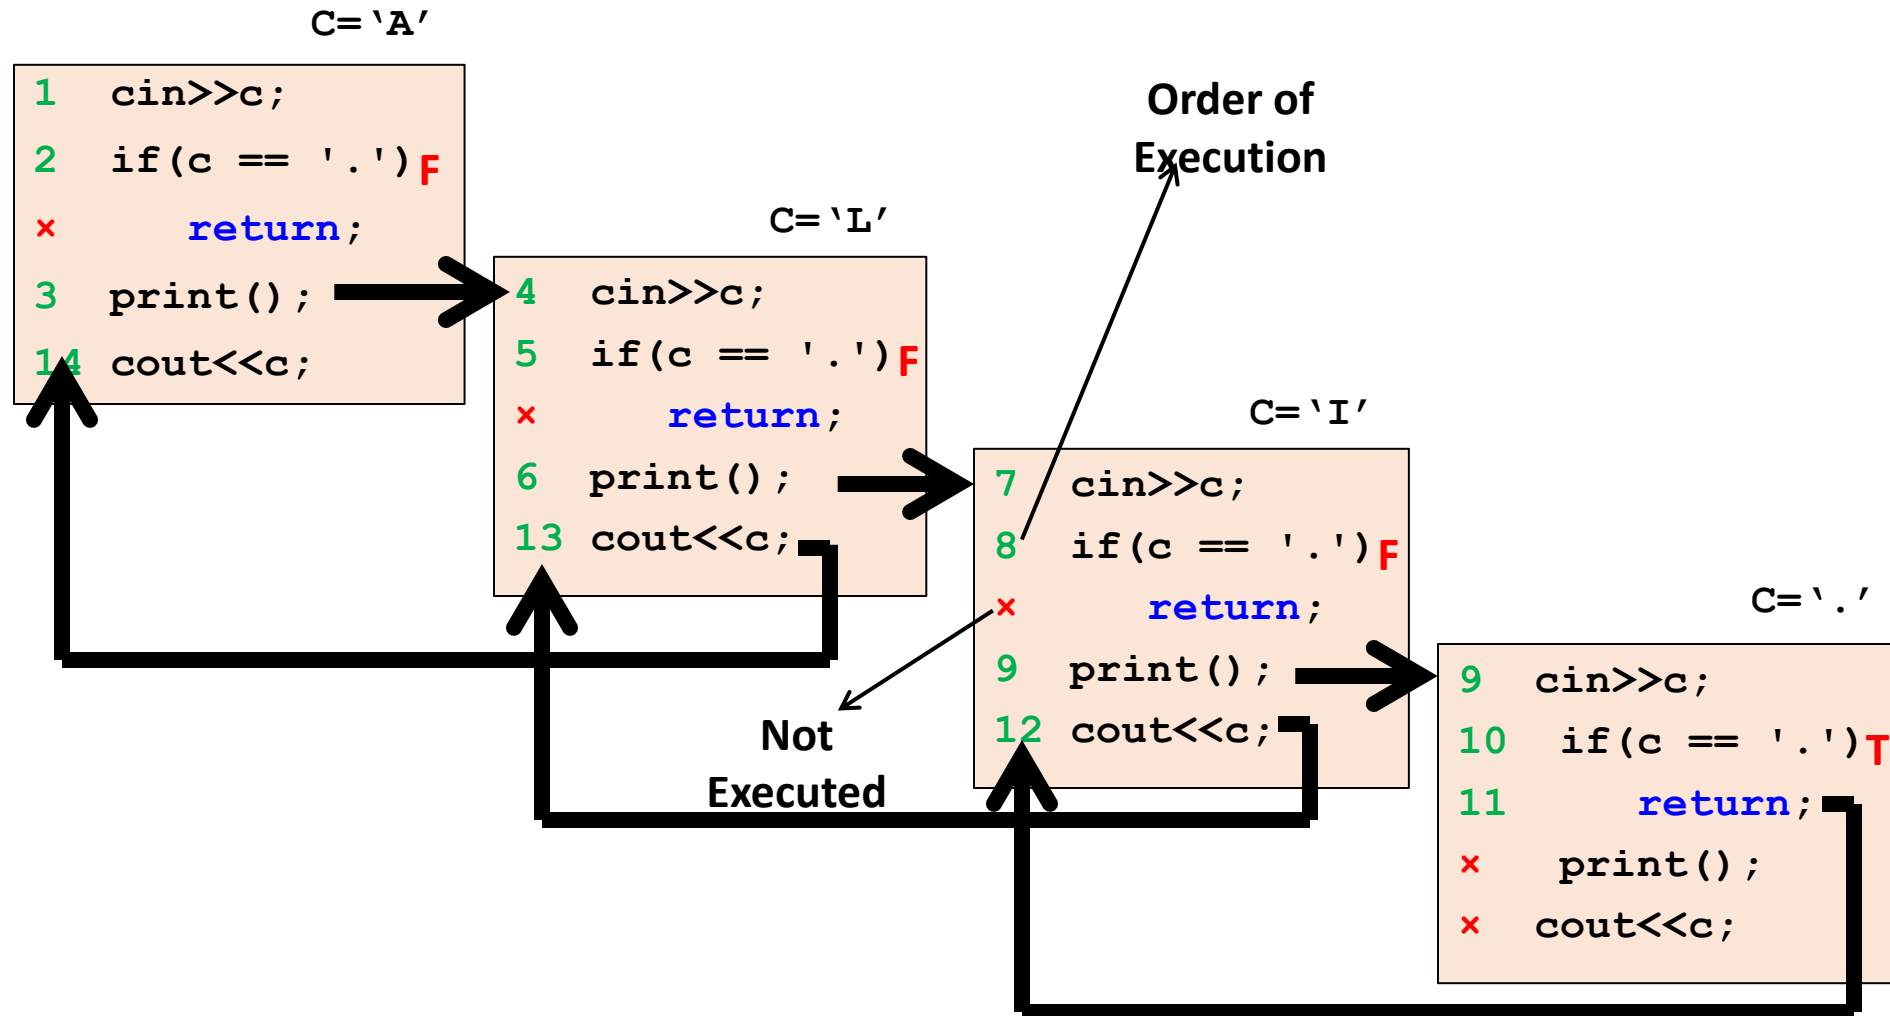 C=‘A’
1 cin>>c;
2 if(c == '.') F
× return;
3 print();
14 cout<<c;
C=‘L’
4 cin>>c;
5 if(c == '.') F
× return;
6 print();
13 cout<<c;
Order of
Execution
C=‘I’
7 cin>>c;
8 if(c == '.') F
× return;
9 print();
12 cout<<c;
Not
Executed
C=‘.’
9 cin>>c;
10 if(c == '.') T
11 return;
× print();
× cout<<c;